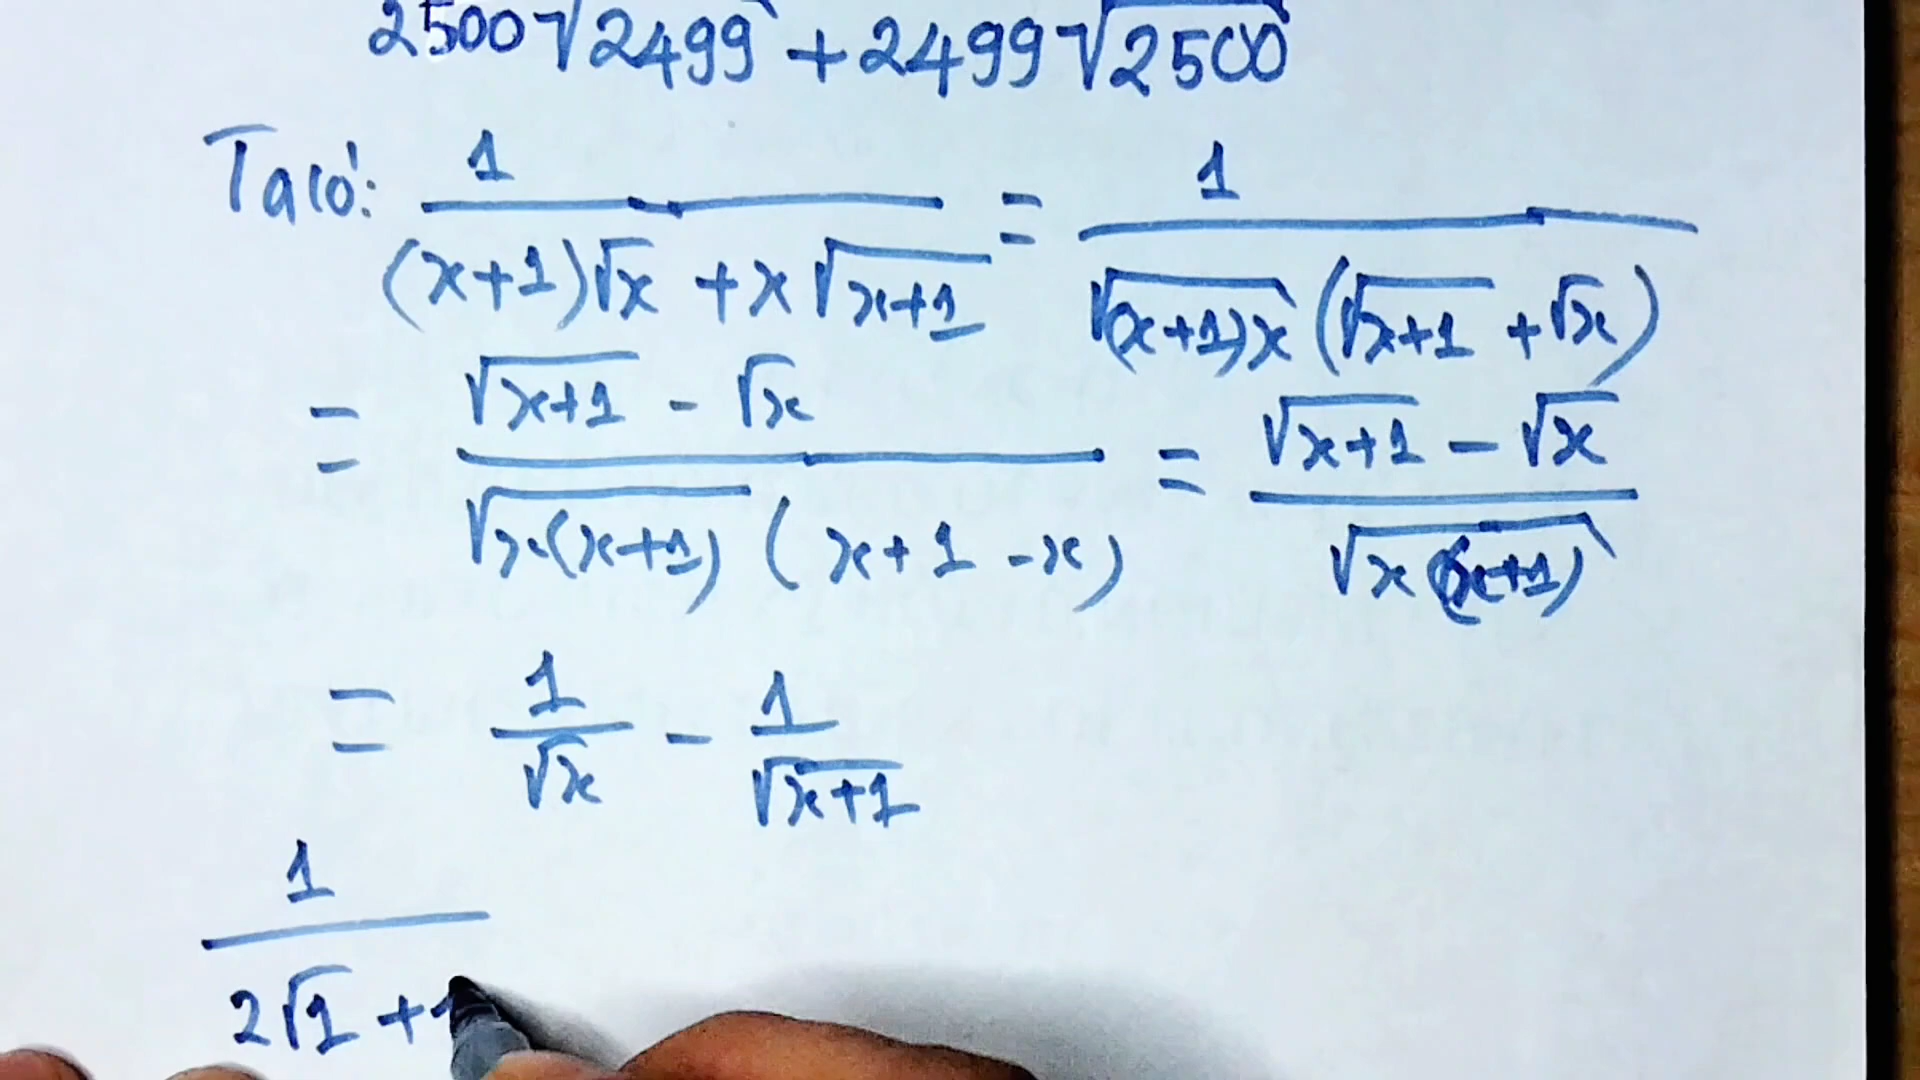 2500√2499 + 2499√2500
Ta có: 1/((x+1)√x + x√(x+1)) = 1/(√((x+1)x) (√(x+1) + √x))
= (√(x+1) - √x)/(√(x(x+1)) (x+1-x)) = (√(x+1) - √x)/√(x(x+1))
= 1/√x - 1/√(x+1)
1/(2√1 +